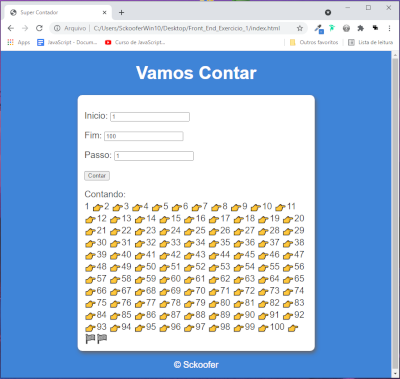 Super Contador
Arquivo | C:/Users/SckooferWin10/Desktop/Front_End_Exercicio_1/index.html
Apps Básico JavaScript - Docum... Curso de JavaScript... Outros favoritos Lista de leitura
Vamos Contar
Início: 1
Fim: 100
Passo: 1
Contar
Contando:
1 👉2 👉3 👉4 👉5 👉6 👉7 👉8 👉9 👉10 👉11
👉12 👉13 👉14 👉15 👉16 👉17 👉18 👉19 👉20
👉21 👉22 👉23 👉24 👉25 👉26 👉27 👉28 👉29
👉30 👉31 👉32 👉33 👉34 👉35 👉36 👉37 👉38
👉39 👉40 👉41 👉42 👉43 👉44 👉45 👉46 👉47
👉48 👉49 👉50 👉51 👉52 👉53 👉54 👉55 👉56
👉57 👉58 👉59 👉60 👉61 👉62 👉63 👉64 👉65
👉66 👉67 👉68 👉69 👉70 👉71 👉72 👉73 👉74
👉75 👉76 👉77 👉78 👉79 👉80 👉81 👉82 👉83
👉84 👉85 👉86 👉87 👉88 👉89 👉90 👉91 👉92
👉93 👉94 👉95 👉96 👉97 👉98 👉99 👉100 👉
© Sckoofer